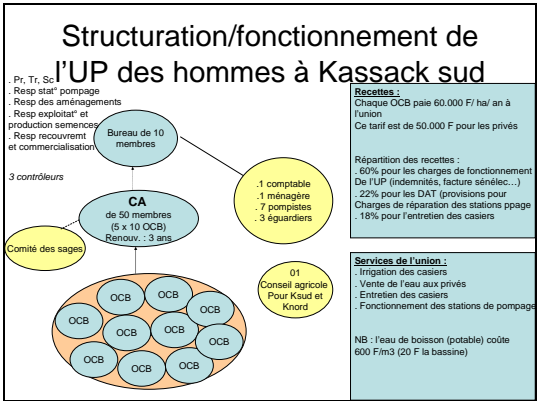 Structuration/fonctionnement de
l'UP des hommes à Kassack sud
. Pr, Tr, Sc
. Resp stat° pompage
. Resp des aménagements
. Resp exploitat° et
production semences
. Resp recouvremt
et commercialisation
3 contrôleurs
Bureau de 10
membres
CA
de 50 membres
(5 x 10 OCB)
Renouv. : 3 ans
Comité des sages
.1 comptable
.1 ménagère
.7 pompistes
. 3 éguardiers
01
Conseil agricole
Pour Ksud et
Knord
OCB
OCB
OCB
OCB
OCB
OCB
OCB
OCB
OCB
OCB
Recettes :
Chaque OCB paie 60.000 F/ ha/ an à
l'union
Ce tarif est de 50.000 F pour les privés
Répartition des recettes :
. 60% pour les charges de fonctionnement
De l'UP (indemnités, facture sénélec…)
. 22% pour les DAT (provisions pour
Charges de réparation des stations ppage
. 18% pour l'entretien des casiers
Services de l'union :
. Irrigation des casiers
. Vente de l'eau aux privés
. Entretien des casiers
. Fonctionnement des stations de pompage
NB : l'eau de boisson (potable) coûte
600 F/m3 (20 F la bassine)